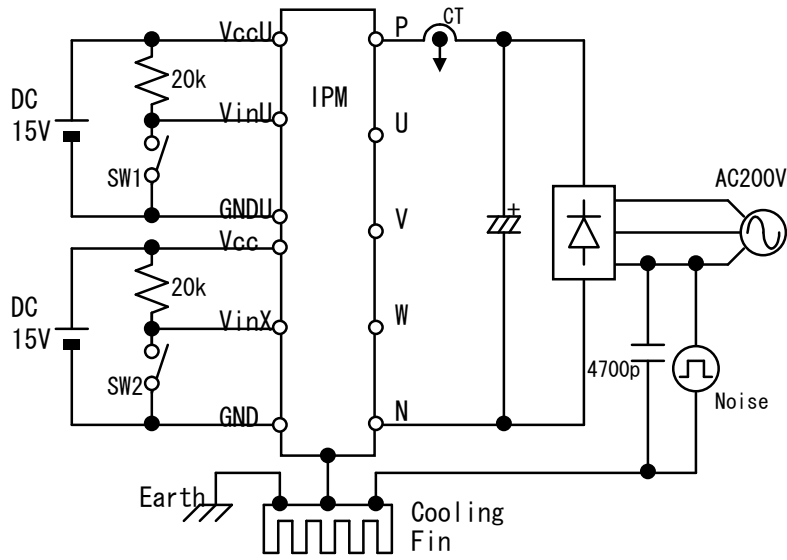 VccU
P
CT
20k
IPM
DC
15V
VinU
U
SW1
AC200V
GNDU
V
Vcc
+
20k
DC
15V
VinX
W
SW2
4700p
Noise
GND
N
Earth
Cooling
Fin